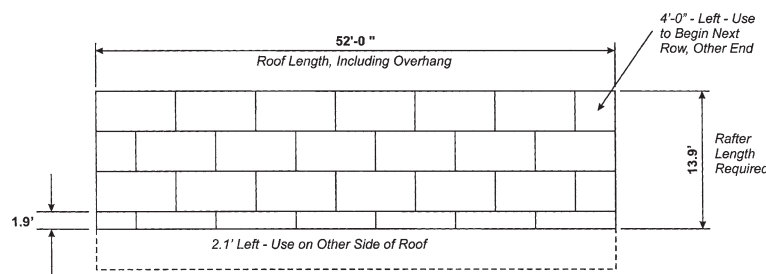 4'-0" - Left - Use
to Begin Next
Row, Other End
52'-0 "
Roof Length, Including Overhang
13.9'
Rafter
Length
Required
1.9'
2.1' Left - Use on Other Side of Roof